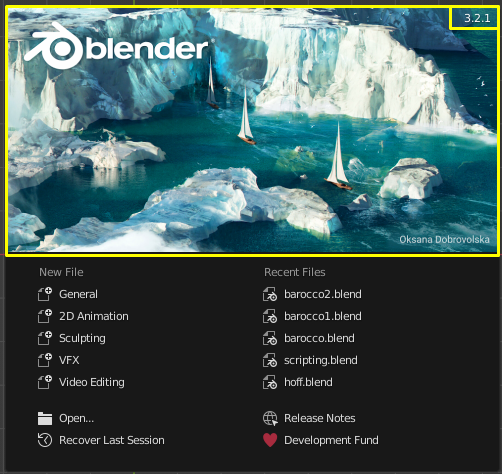 blender
3.2.1
Oksana Dobrovolska
New File
General
2D Animation
Sculpting
VFX
Video Editing
Open...
Recover Last Session
Recent Files
barocco2.blend
barocco1.blend
barocco.blend
scripting.blend
hoff.blend
Release Notes
Development Fund